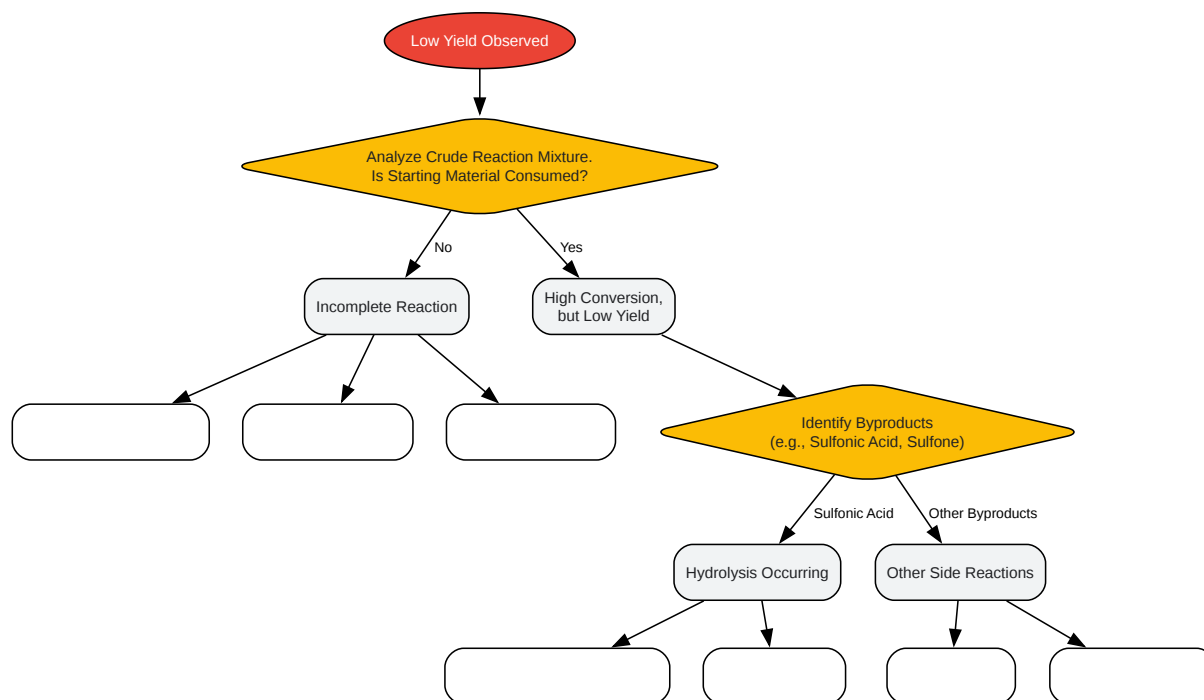 Low Yield Observed
Analyze Crude Reaction Mixture.
Is Starting Material Consumed?
No
Yes
Incomplete Reaction
High Conversion,
but Low Yield
Identify Byproducts
(e.g., Sulfonic Acid, Sulfone)
Sulfonic Acid
Other Byproducts
Hydrolysis Occurring
Other Side Reactions